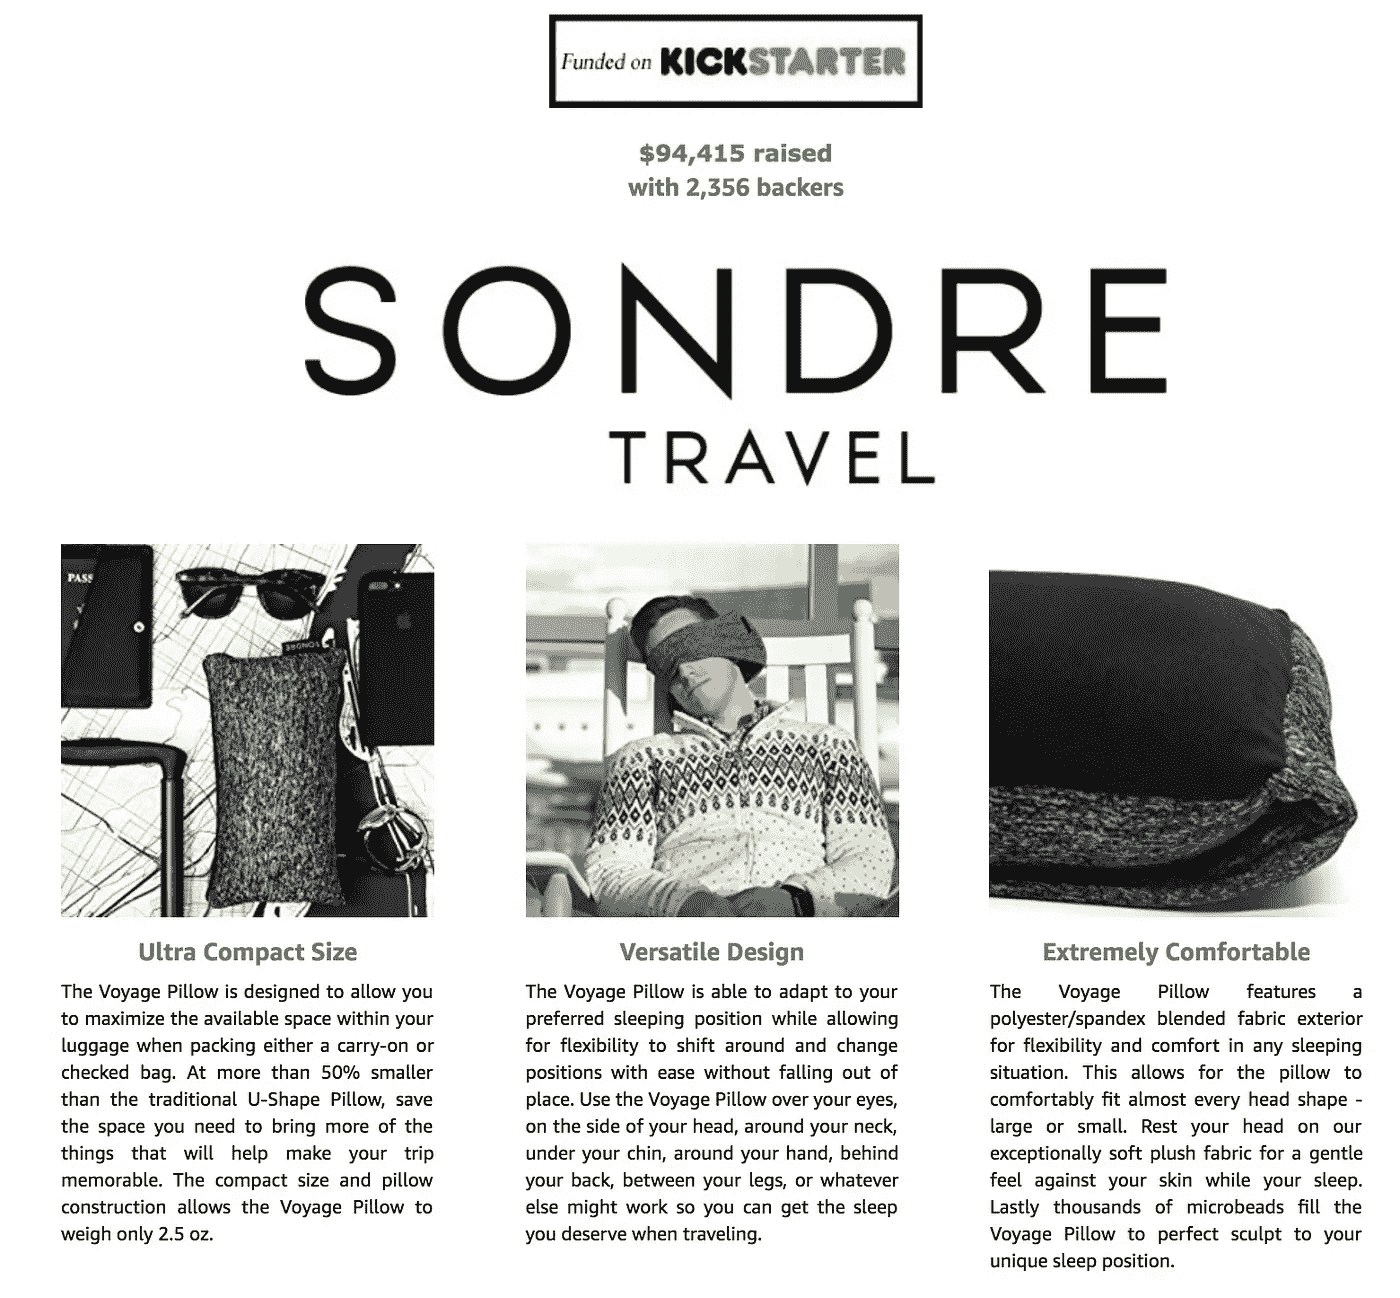 Funded on KICKSTARTER
$94,415 raised
with 2,356 backers
SONDRE
TRAVEL
PASS
SONDRE
Ultra Compact Size
The Voyage Pillow is designed to allow you
to maximize the available space within your
luggage when packing either a carry-on or
checked bag. At more than 50% smaller
than the traditional U-Shape Pillow, save
the space you need to bring more of the
things that will help make your trip
memorable. The compact size and pillow
construction allows the Voyage Pillow to
weigh only 2.5 oz.
Versatile Design
The Voyage Pillow is able to adapt to your
preferred sleeping position while allowing
for flexibility to shift around and change
positions with ease without falling out of
place. Use the Voyage Pillow over your eyes,
on the side of your head, around your neck,
under your chin, around your hand, behind
your back, between your legs, or whatever
else might work so you can get the sleep
you deserve when traveling.
Extremely Comfortable
The Voyage Pillow features a
polyester/spandex blended fabric exterior
for flexibility and comfort in any sleeping
situation. This allows for the pillow to
comfortably fit almost every head shape -
large or small. Rest your head on our
exceptionally soft plush fabric for a gentle
feel against your skin while your sleep.
Lastly thousands of microbeads fill the
Voyage Pillow to perfect sculpt to your
unique sleep position.